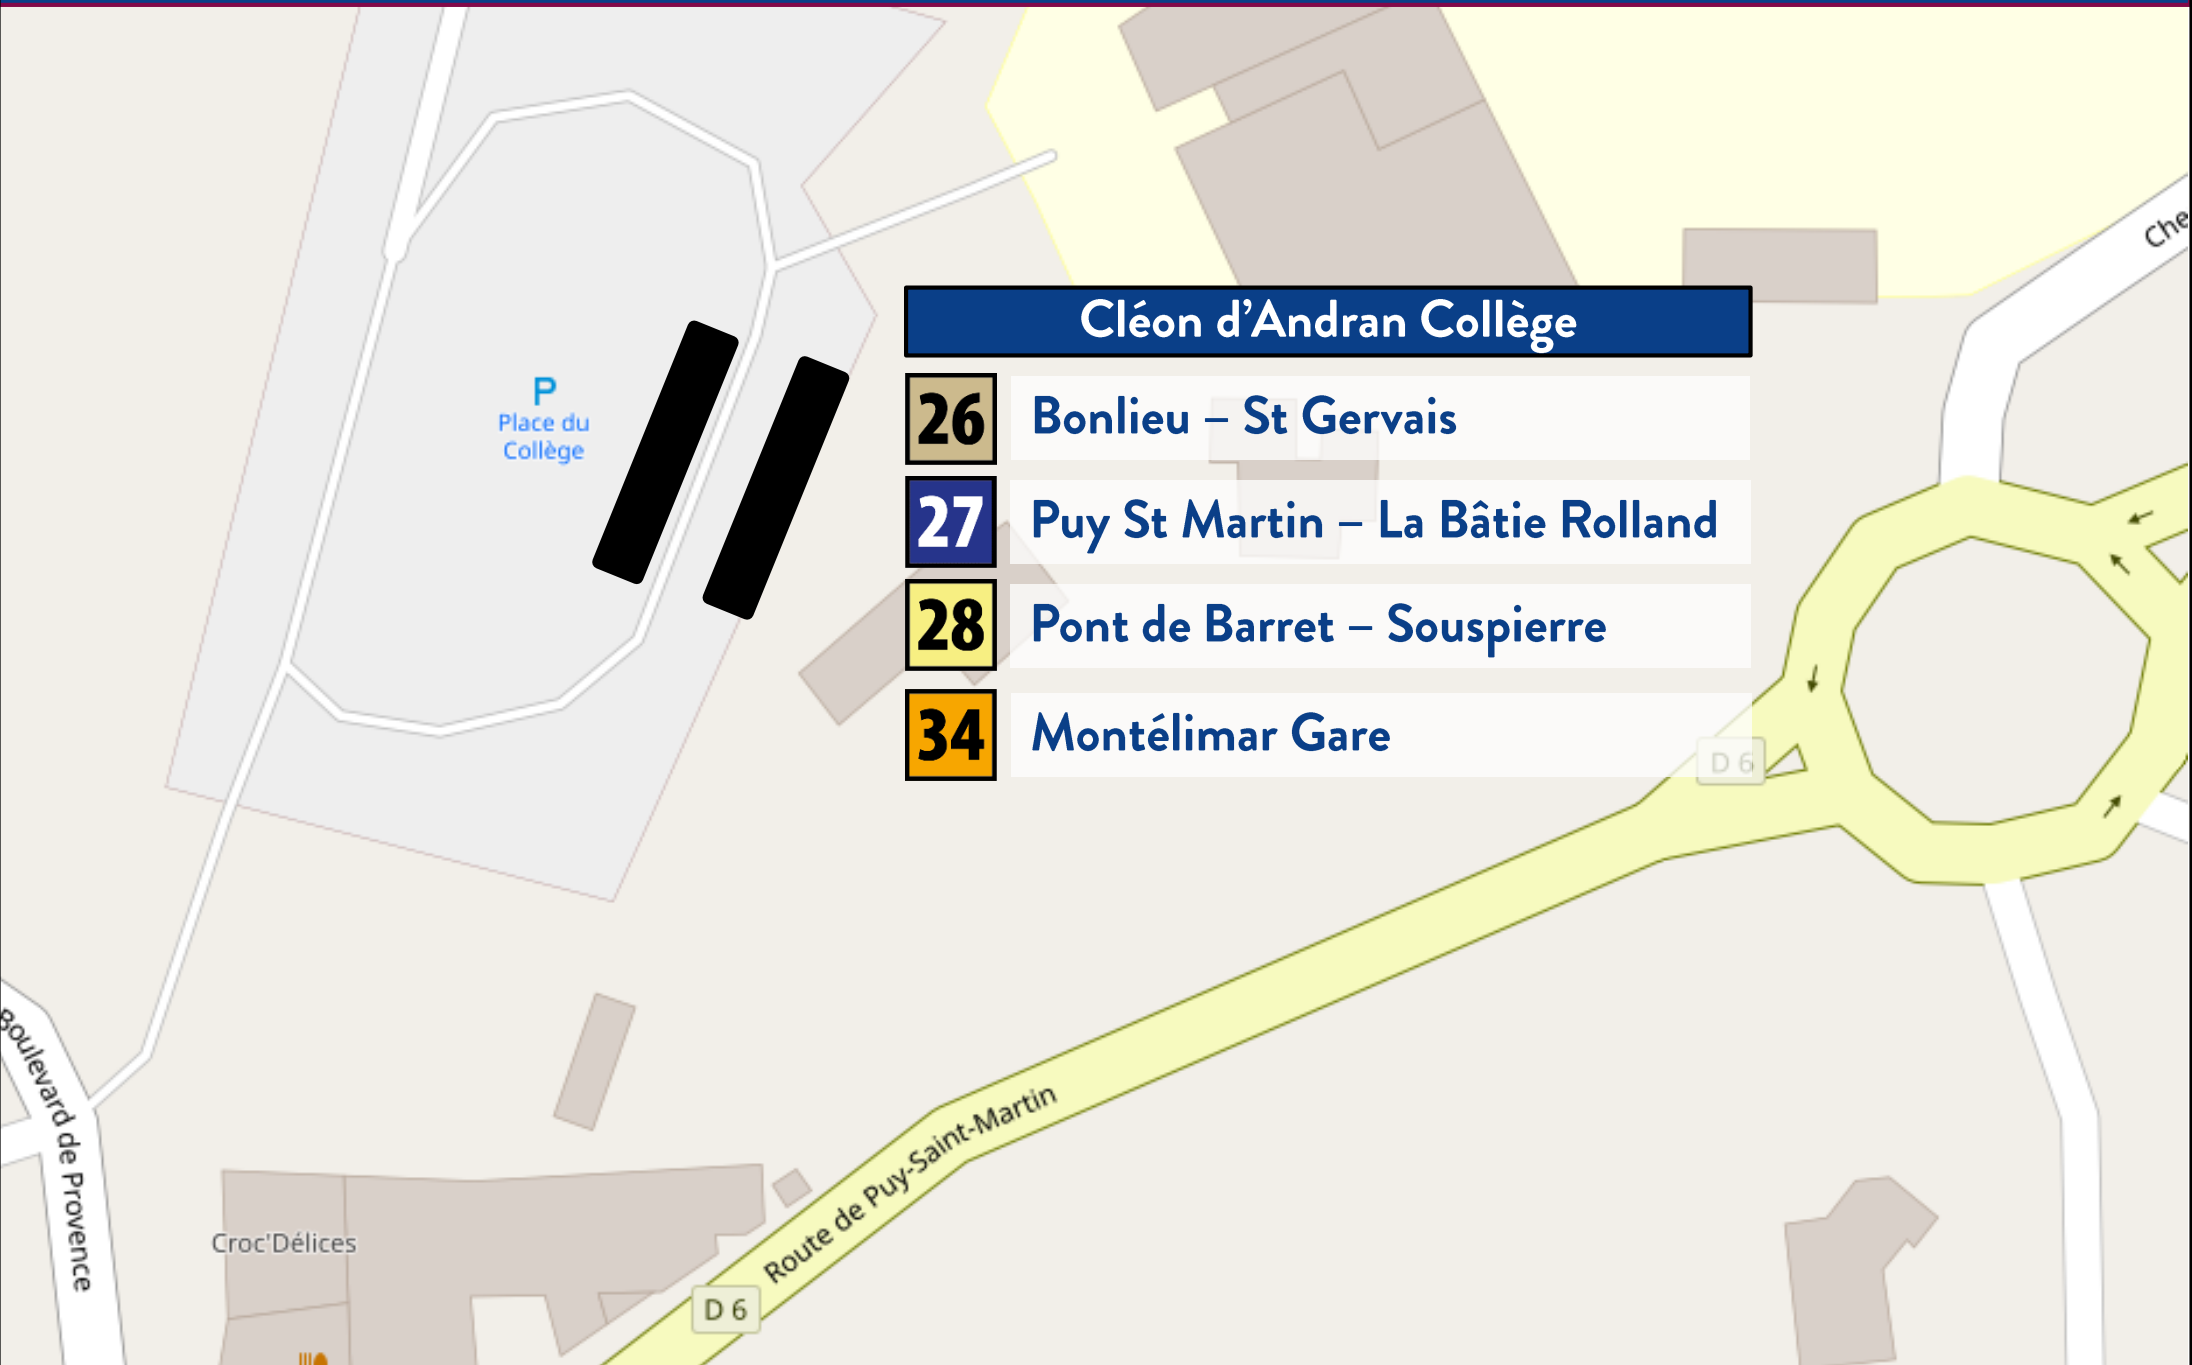 Che
P
Place du
Collège
Cléon d’Andran Collège
26 Bonlieu – St Gervais
27 Puy St Martin – La Bâtie Rolland
28 Pont de Barret – Souspierre
34 Montélimar Gare
D 6
Boulevard de Provence
Route de Puy-Saint-Martin
Croc'Délices
D 6